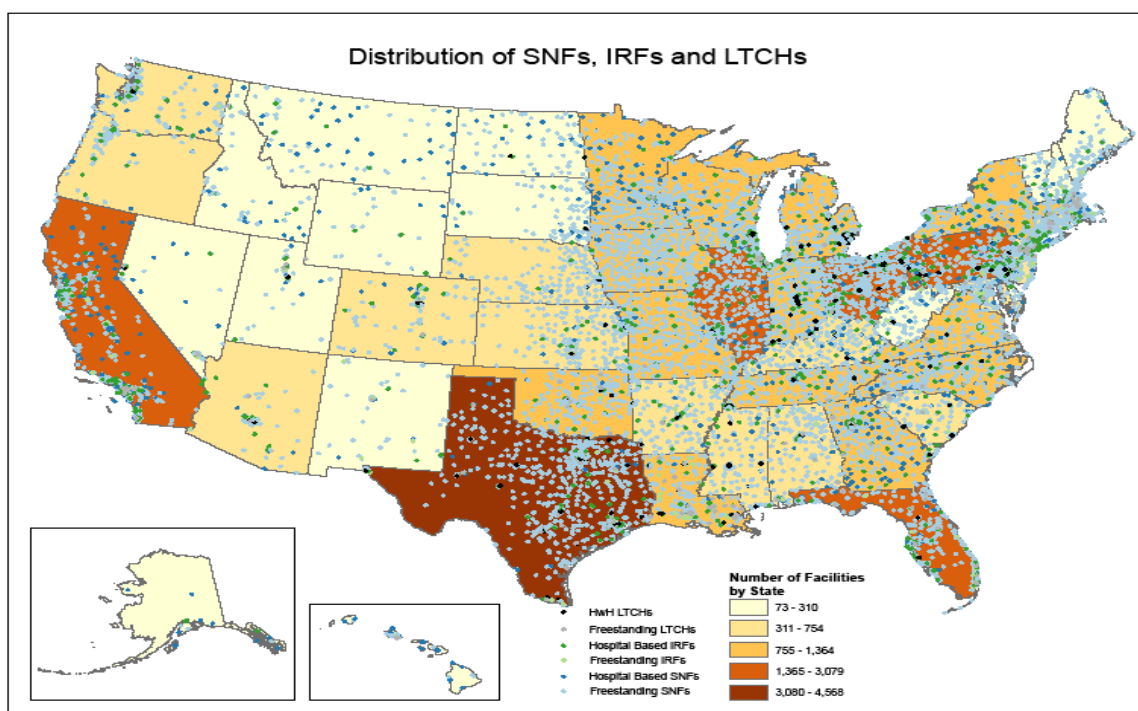 Distribution of SNFs, IRFs and LTCHs
HwH LTCHs
Freestanding LTCHs
Hospital Based IRFs
Freestanding IRFs
Hospital Based SNFs
Freestanding SNFs
Number of Facilities
by State
73 - 310
311 - 754
755 - 1,364
1,365 - 3,079
3,080 - 4,568